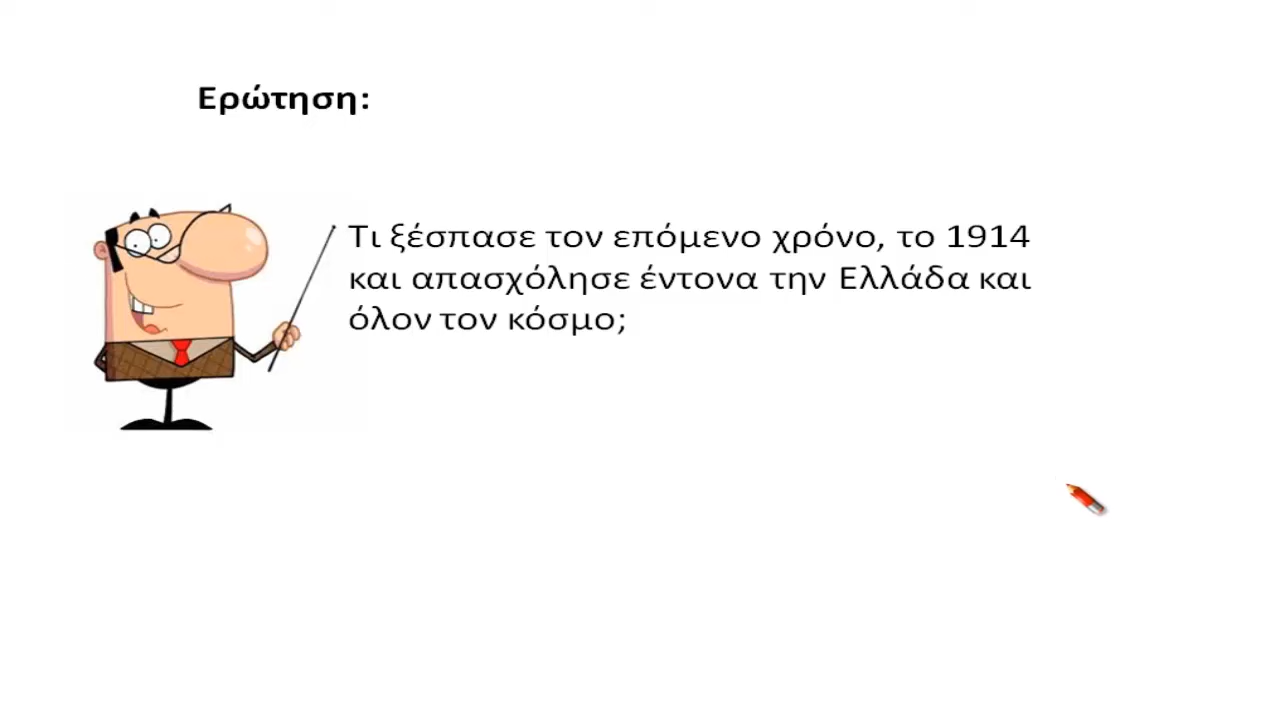 Ερώτηση:
Τι ξέσπασε τον επόμενο χρόνο, το 1914
και απασχόλησε έντονα την Ελλάδα και
όλον τον κόσμο;